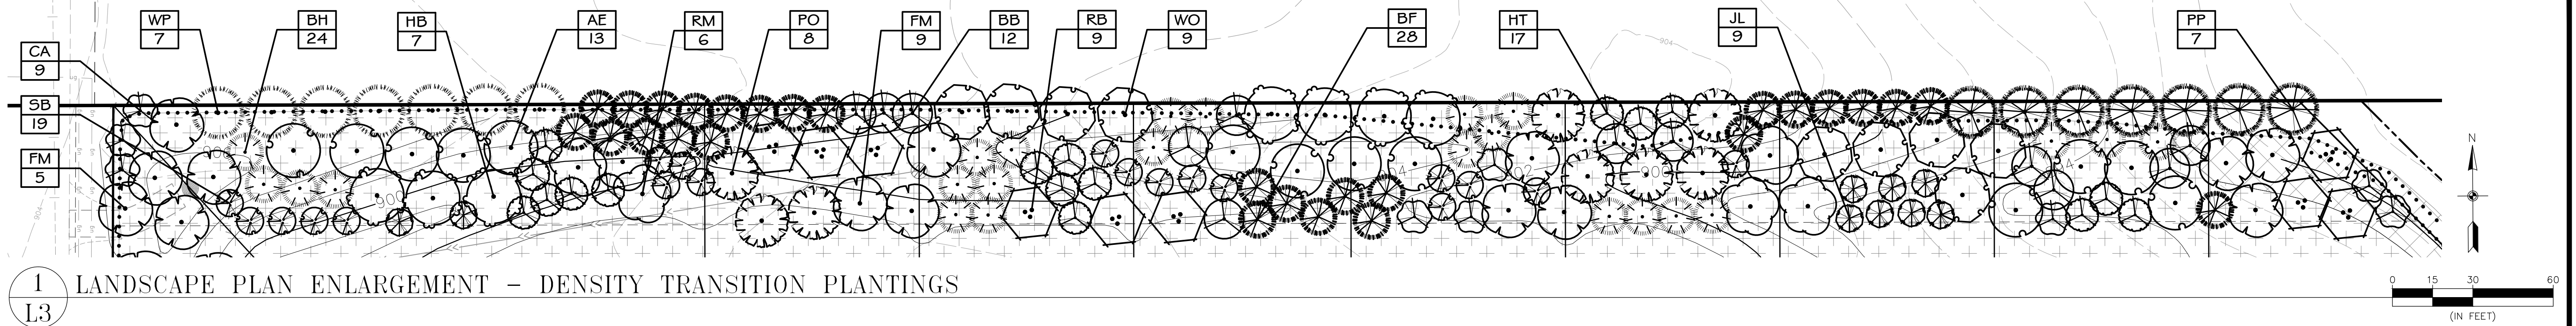 WP
7
BH
24
HB
7
AE
13
RM
6
PO
8
FM
9
BB
12
RB
9
WO
9
BF
28
HT
17
JL
9
PP
7
CA
9
SB
19
FM
5
904
904
N
1
L3
LANDSCAPE PLAN ENLARGEMENT - DENSITY TRANSITION PLANTINGS
0 15 30 60
(IN FEET)